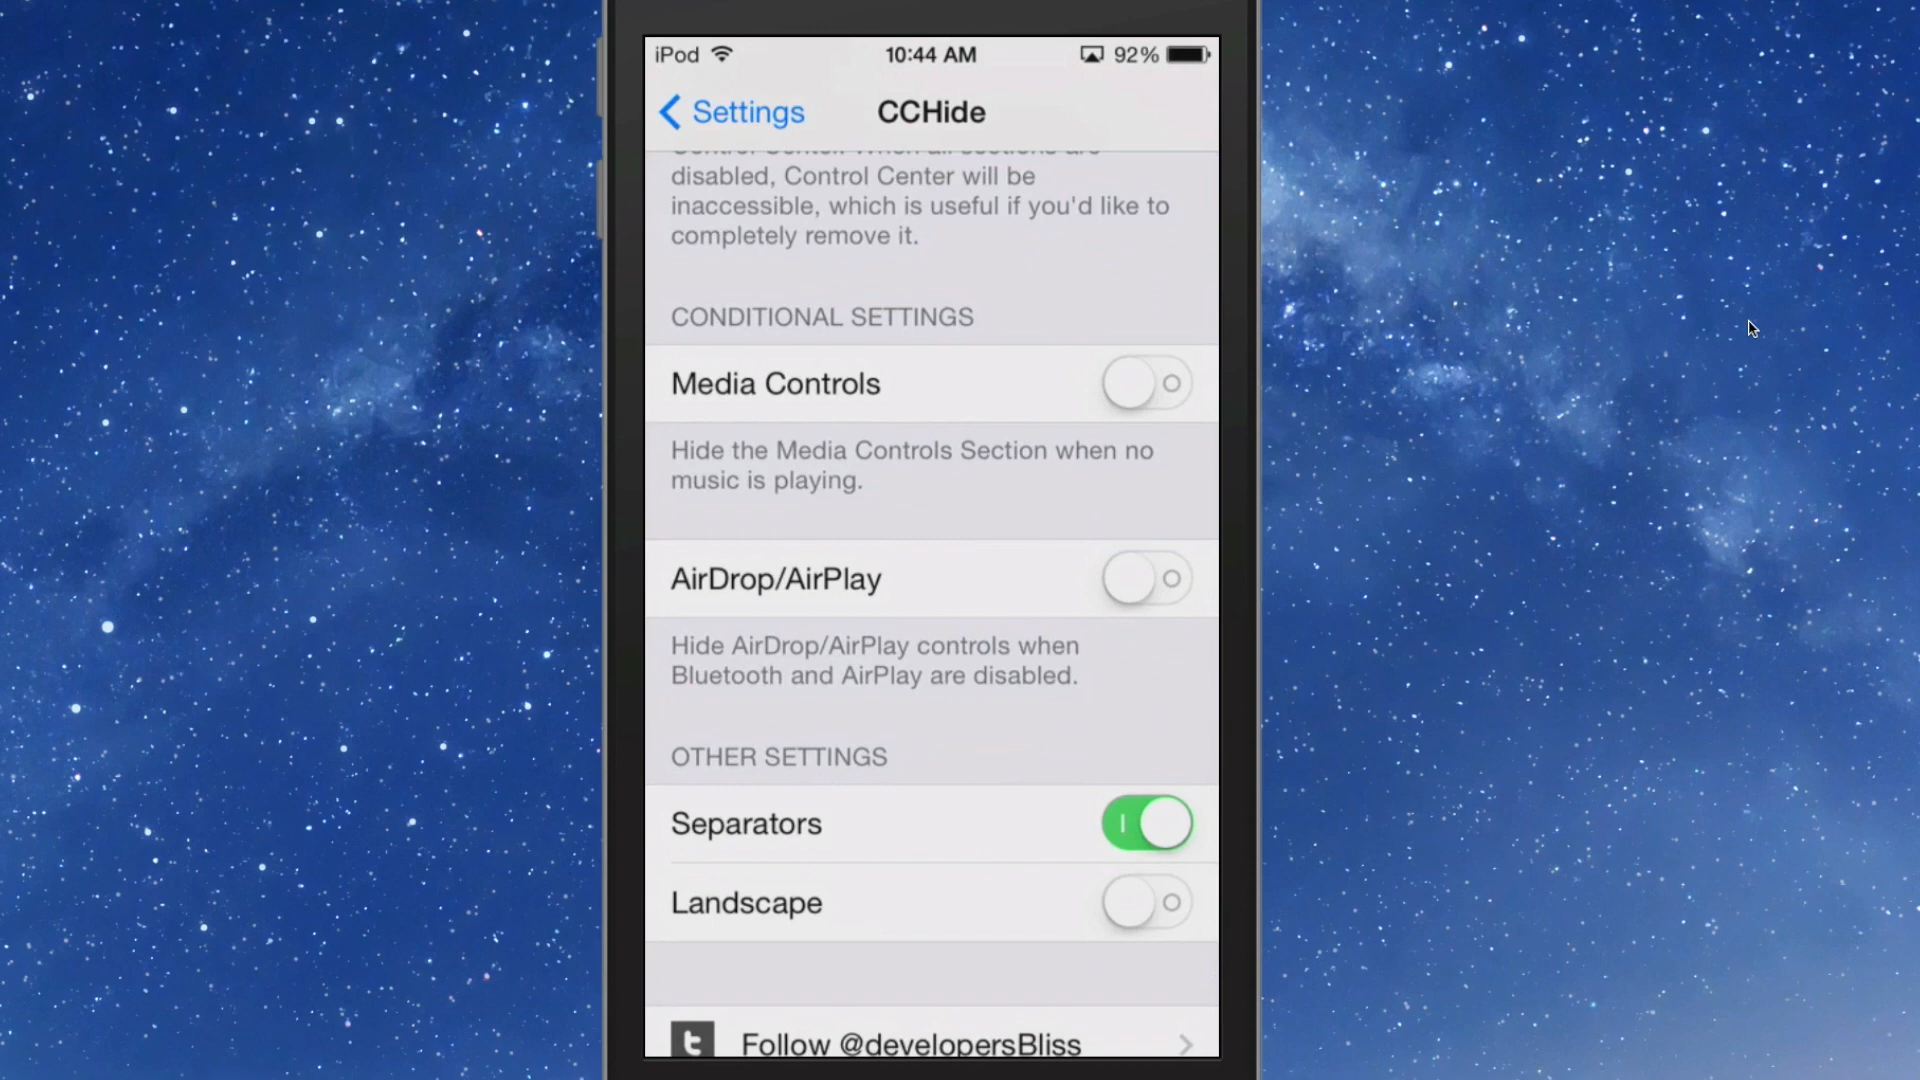 iPod 10:44 AM 92%
Settings CCHide
disabled, Control Center will be
inaccessible, which is useful if you'd like to
completely remove it.
CONDITIONAL SETTINGS
Media Controls
Hide the Media Controls Section when no
music is playing.
AirDrop/AirPlay
Hide AirDrop/AirPlay controls when
Bluetooth and AirPlay are disabled.
OTHER SETTINGS
Separators
Landscape
Follow @developersBliss